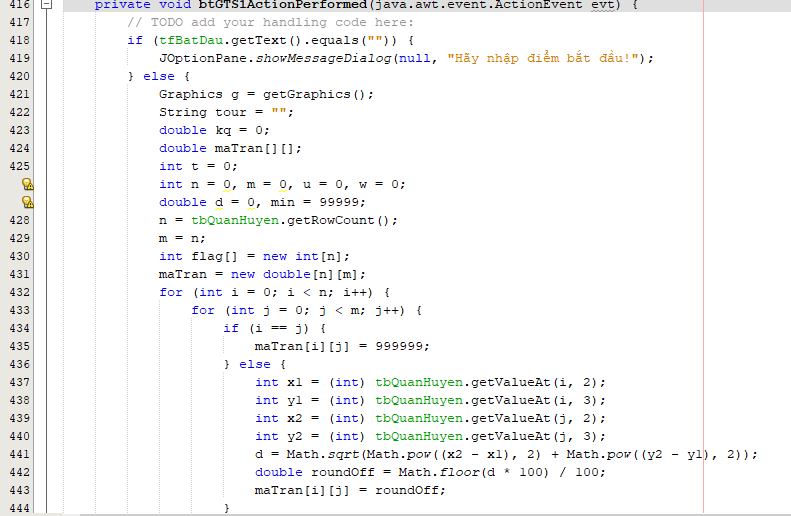 416 private void btGTS1ActionPerformed(java.awt.event.ActionEvent evt) {
417 // TODO add your handling code here:
418 if (tfBatDau.getText().equals("")) {
419 JOptionPane.showMessageDialog(null, "Hãy nhập điểm bắt đầu!");
420 } else {
421 Graphics g = getGraphics();
422 String tour = "";
423 double kq = 0;
424 double maTran[][];
425 int t = 0;
int n = 0, m = 0, u = 0, w = 0;
double d = 0, min = 99999;
428 n = tbQuanHuyen.getRowCount();
429 m = n;
430 int flag[] = new int[n];
431 maTran = new double[n][m];
432 for (int i = 0; i < n; i++) {
433 for (int j = 0; j < m; j++) {
434 if (i == j) {
435 maTran[i][j] = 999999;
436 } else {
437 int x1 = (int) tbQuanHuyen.getValueAt(i, 2);
438 int y1 = (int) tbQuanHuyen.getValueAt(i, 3);
439 int x2 = (int) tbQuanHuyen.getValueAt(j, 2);
440 int y2 = (int) tbQuanHuyen.getValueAt(j, 3);
441 d = Math.sqrt(Math.pow((x2 - x1), 2) + Math.pow((y2 - y1), 2));
442 double roundOff = Math.floor(d * 100) / 100;
443 maTran[i][j] = roundOff;
444 }